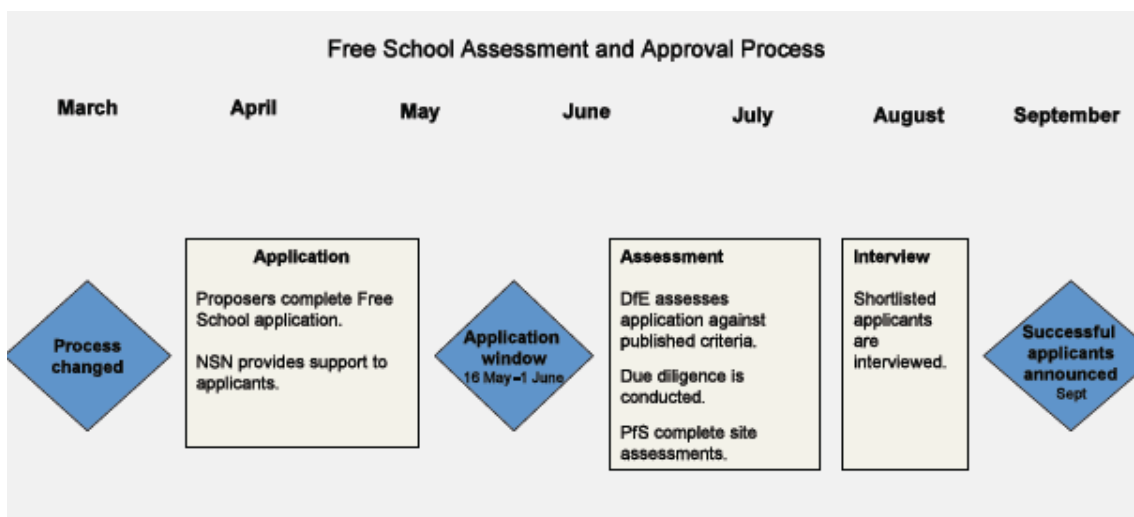 Free School Assessment and Approval Process
March
April
May
June
July
August
September
Process
changed
Application
Proposers complete Free
School application.
NSN provides support to
applicants.
Application
window
16 May–1 June
Assessment
DfE assesses
application against
published criteria.
Due diligence is
conducted.
PfS complete site
assessments.
Interview
Shortlisted
applicants
are
interviewed.
Successful
applicants
announced
Sept